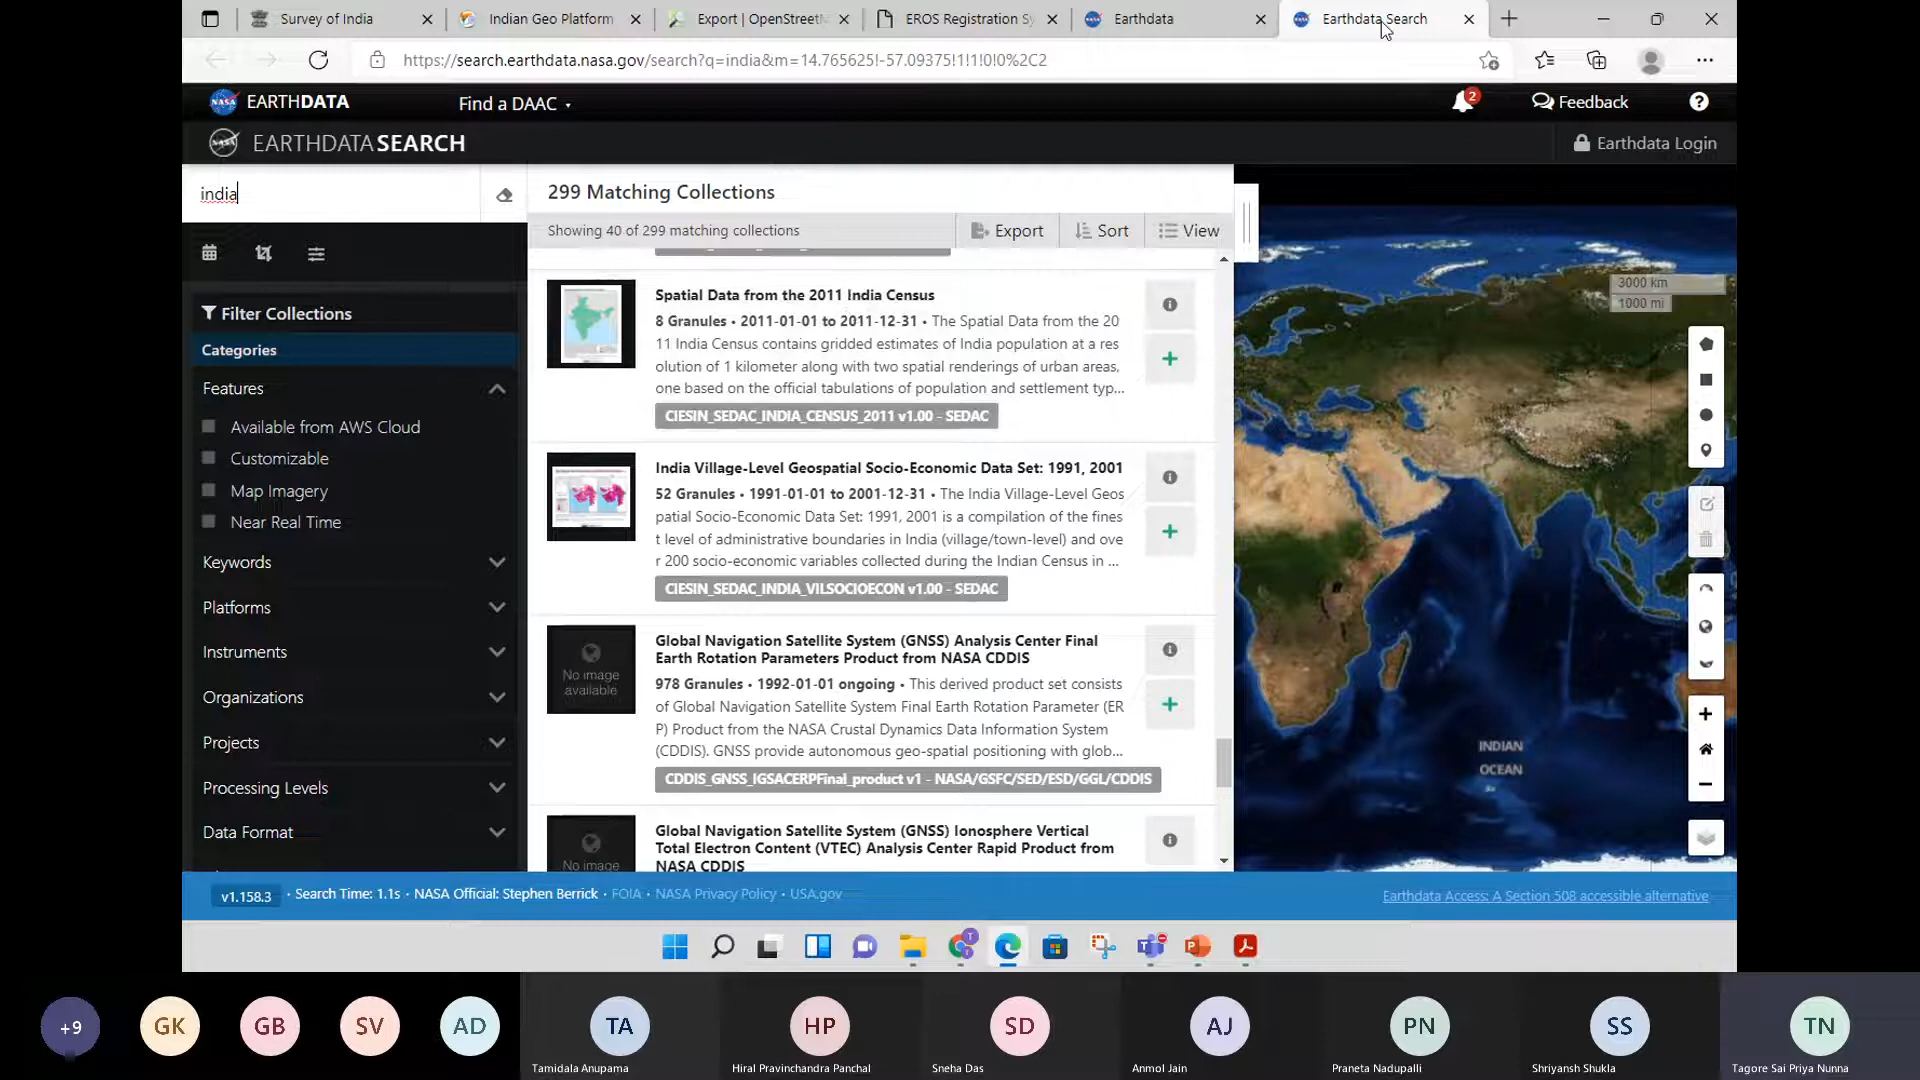 Survey of India
Indian Geo Platform
Export | OpenStreetM
EROS Registration Sy
Earthdata
Earthdata Search
https://search.earthdata.nasa.gov/search?q=india&m=14.765625!-57.09375!1!1!0!0%2C2
EARTHDATA
Find a DAAC
2
Feedback
?
EARTHDATA SEARCH
Earthdata Login
india
299 Matching Collections
Showing 40 of 299 matching collections
Export
Sort
View
Filter Collections
Categories
Features
Available from AWS Cloud
Customizable
Map Imagery
Near Real Time
Keywords
Platforms
Instruments
Organizations
Projects
Processing Levels
Data Format
Spatial Data from the 2011 India Census
8 Granules • 2011-01-01 to 2011-12-31 • The Spatial Data from the 20
11 India Census contains gridded estimates of India population at a res
olution of 1 kilometer along with two spatial renderings of urban areas,
one based on the official tabulations of population and settlement typ...
CIESIN_SEDAC_INDIA_CENSUS_2011 v1.00 - SEDAC
India Village-Level Geospatial Socio-Economic Data Set: 1991, 2001
52 Granules • 1991-01-01 to 2001-12-31 • The India Village-Level Geos
patial Socio-Economic Data Set: 1991, 2001 is a compilation of the fines
t level of administrative boundaries in India (village/town-level) and ove
r 200 socio-economic variables collected during the Indian Census in ...
CIESIN_SEDAC_INDIA_VILSOCIOECON v1.00 - SEDAC
No image
available
Global Navigation Satellite System (GNSS) Analysis Center Final
Earth Rotation Parameters Product from NASA CDDIS
978 Granules • 1992-01-01 ongoing • This derived product set consists
of Global Navigation Satellite System Final Earth Rotation Parameter (ER
P) Product from the NASA Crustal Dynamics Data Information System
(CDDIS). GNSS provide autonomous geo-spatial positioning with glob...
CDDIS_GNSS_IGSACERPFinal_product v1 - NASA/GSFC/SED/ESD/GGL/CDDIS
No image
Global Navigation Satellite System (GNSS) Ionosphere Vertical
Total Electron Content (VTEC) Analysis Center Rapid Product from
NASA CDDIS
3000 km
1000 mi
INDIAN
OCEAN
v1.158.3
• Search Time: 1.1s • NASA Official: Stephen Berrick • FOIA • NASA Privacy Policy • USA.gov
Earthdata Access: A Section 508 accessible alternative
+9
GK
GB
SV
AD
TA
Tamidala Anupama
HP
Hiral Pravinchandra Panchal
SD
Sneha Das
AJ
Anmol Jain
PN
Praneta Nadupalli
SS
Shriyansh Shukla
TN
Tagore Sai Priya Nunna